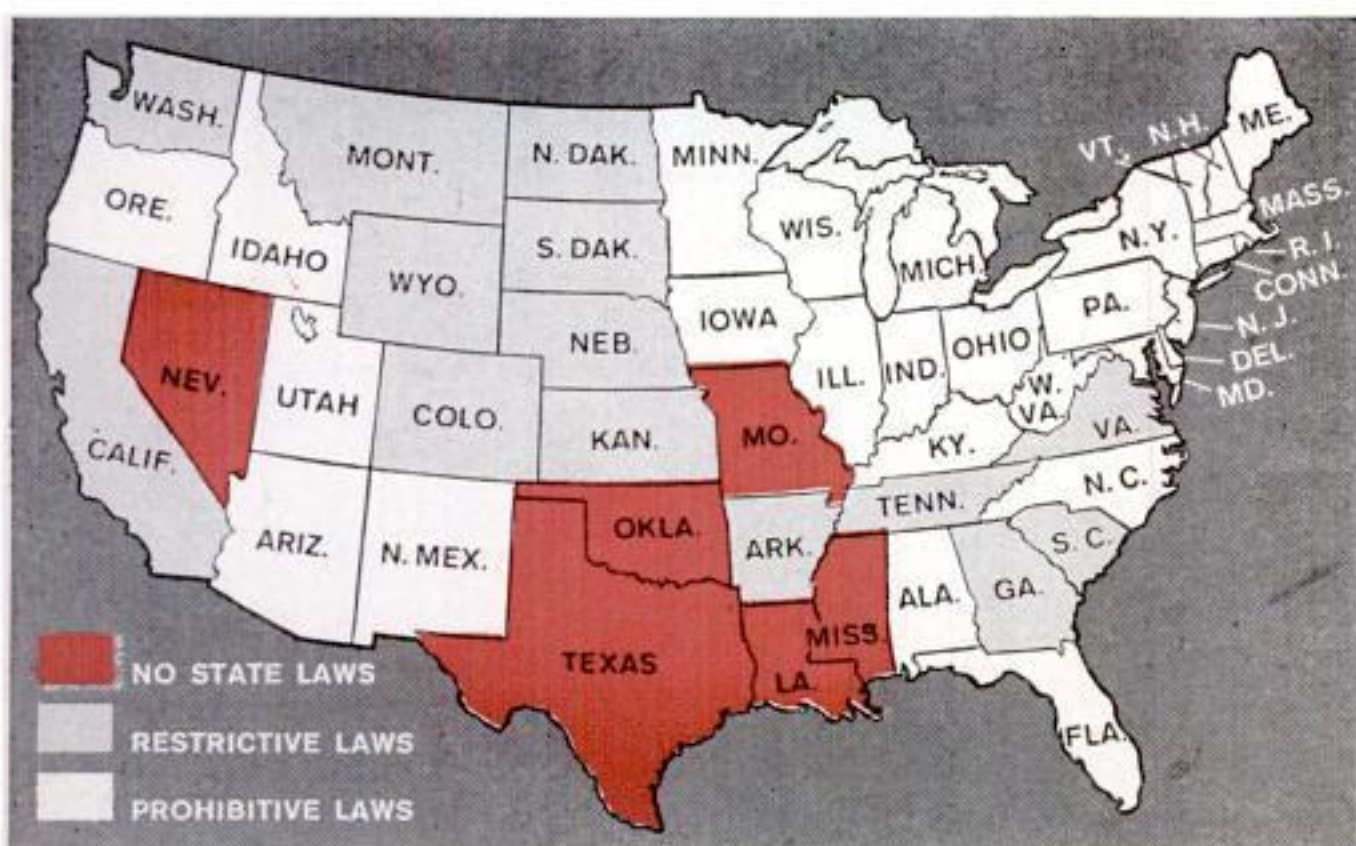 WASH.
MONT.
N. DAK.
MINN.
VT.
N.H.
ME.
ORE.
IDAHO
WYO.
S. DAK.
WIS.
MICH.
N.Y.
MASS.
R. I.
CONN.
NEV.
UTAH
COLO.
NEB.
IOWA
ILL.
IND.
OHIO
PA.
N. J.
DEL.
MD.
CALIF.
KAN.
MO.
KY.
W.
VA.
VA.
ARIZ.
N. MEX.
OKLA.
ARK.
TENN.
N. C.
S. C.
TEXAS
LA.
MISS.
ALA.
GA.
FLA.
NO STATE LAWS
RESTRICTIVE LAWS
PROHIBITIVE LAWS